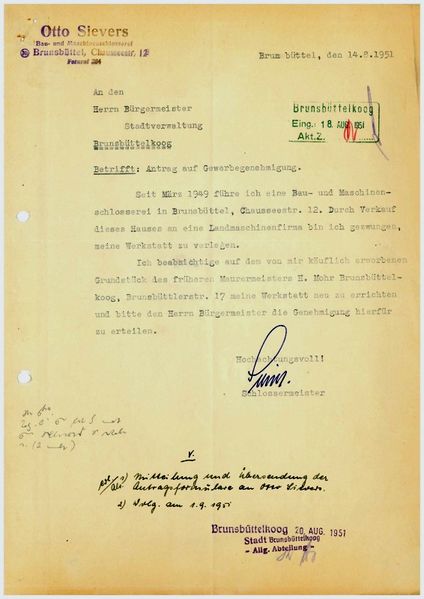 Otto Sievers
Bau- und Maschinenschlosserei
Brunsbüttel, Chausseestr. 12
Fernruf 204
Brunsbüttel, den 14.8.1951
An den
Herrn Bürgermeister
Stadtverwaltung
Brunsbüttelkoog
Brunsbüttelkoog
Eing.: 18. AUG. 1951
Akt.Z.
Betrifft: Antrag auf Gewerbegenehmigung.
Seit März 1949 führe ich eine Bau- und Maschinen-
schlosserei in Brunsbüttel, Chausseestr. 12. Durch Verkauf
dieses Hauses an eine Landmaschinenfirma bin ich gezwungen,
meine Werkstatt zu verlegen.
Ich beabsichtige auf dem von mir käuflich erworbenen
Grundstück des früheren Maurermeisters H. Mohr Brunsbüttel-
koog, Brunsbüttlerstr. 17 meine Werkstatt neu zu errichten
und bitte den Herrn Bürgermeister die Genehmigung hierfür
zu erteilen.
Hochachtungsvoll!
Schlossermeister
V.
1) Mitteilung und Übersendung der
Antragsformulare an Otto Sievers.
2) Wvlg. am 1.9.1951
Brunsbüttelkoog 20. AUG. 1951
Stadt Brunsbüttelkoog
- Allg. Abteilung -